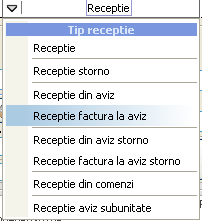 Receptie
Tip receptie
Receptie
Receptie storno
Receptie din aviz
Receptie factura la aviz
Receptie din aviz storno
Receptie factura la aviz storno
Receptie din comenzi
Receptie aviz subunitate